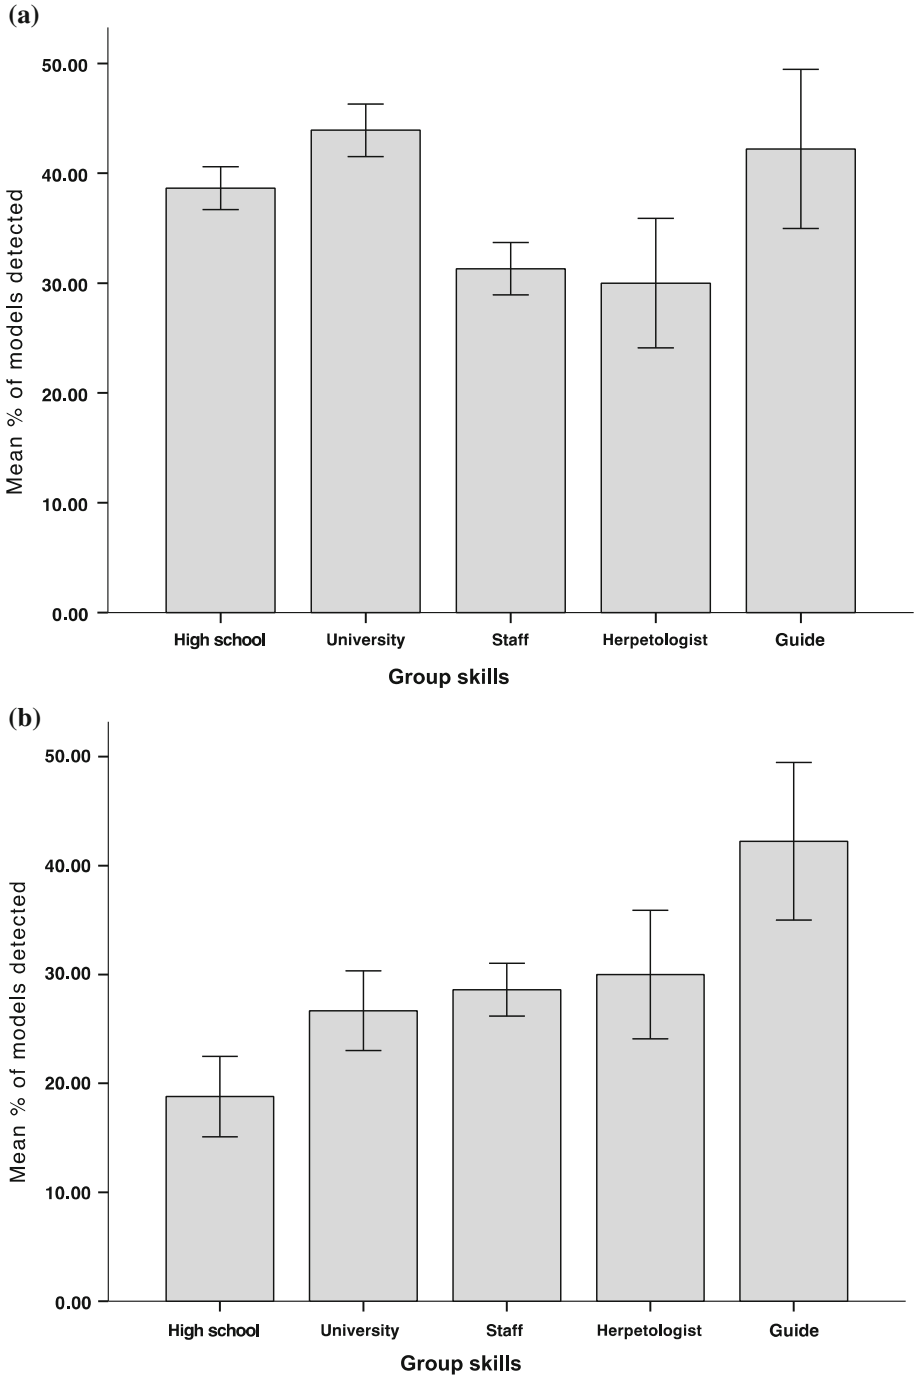 (a)
50.00
40.00
30.00
20.00
10.00
0.00
Mean % of models detected
High school University Staff Herpetologist Guide
Group skills
(b)
50.00
40.00
30.00
20.00
10.00
0.00
Mean % of models detected
High school University Staff Herpetologist Guide
Group skills